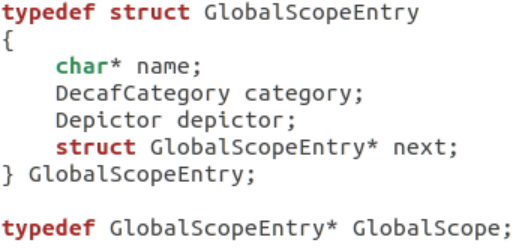 typedef struct GlobalScopeEntry
{
    char* name;
    DecafCategory category;
    Depictor depictor;
    struct GlobalScopeEntry* next;
} GlobalScopeEntry;

typedef GlobalScopeEntry* GlobalScope;